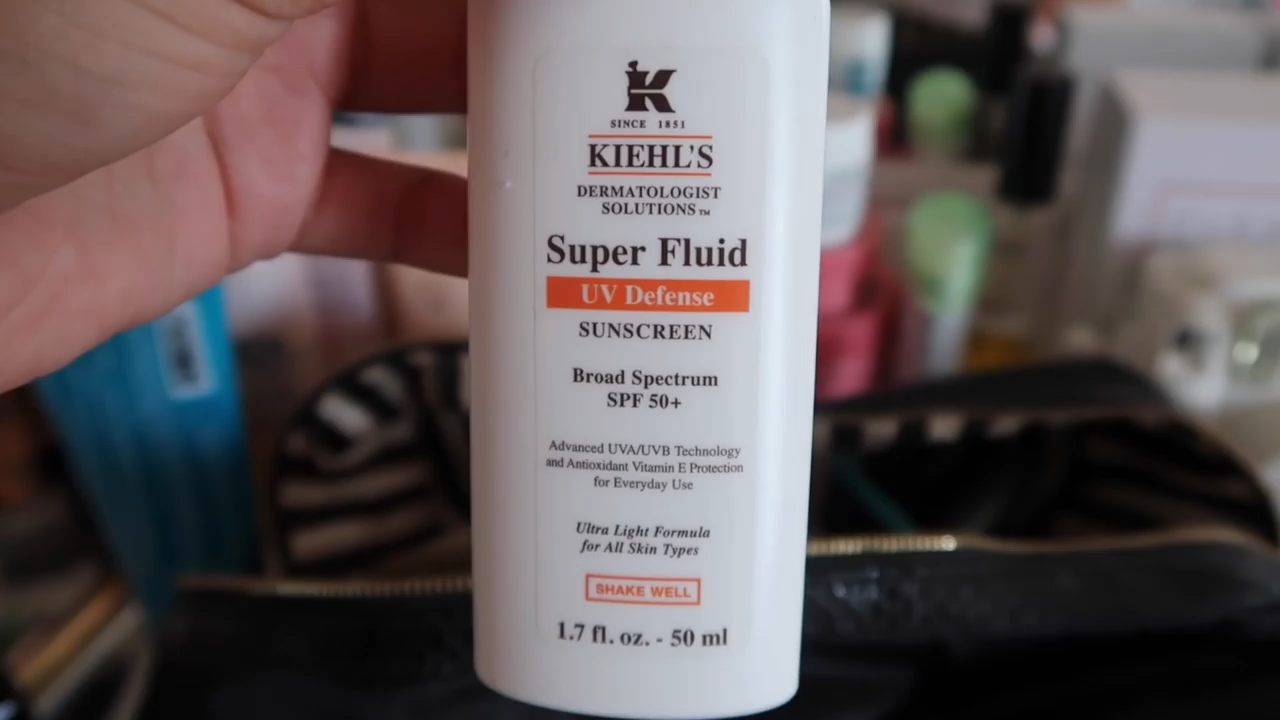 K
SINCE 1851
KIEHL'S
DERMATOLOGIST
SOLUTIONS™
Super Fluid
UV Defense
SUNSCREEN
Broad Spectrum
SPF 50+
Advanced UVA/UVB Technology
and Antioxidant Vitamin E Protection
for Everyday Use
Ultra Light Formula
for All Skin Types
SHAKE WELL
1.7 fl. oz. - 50 ml